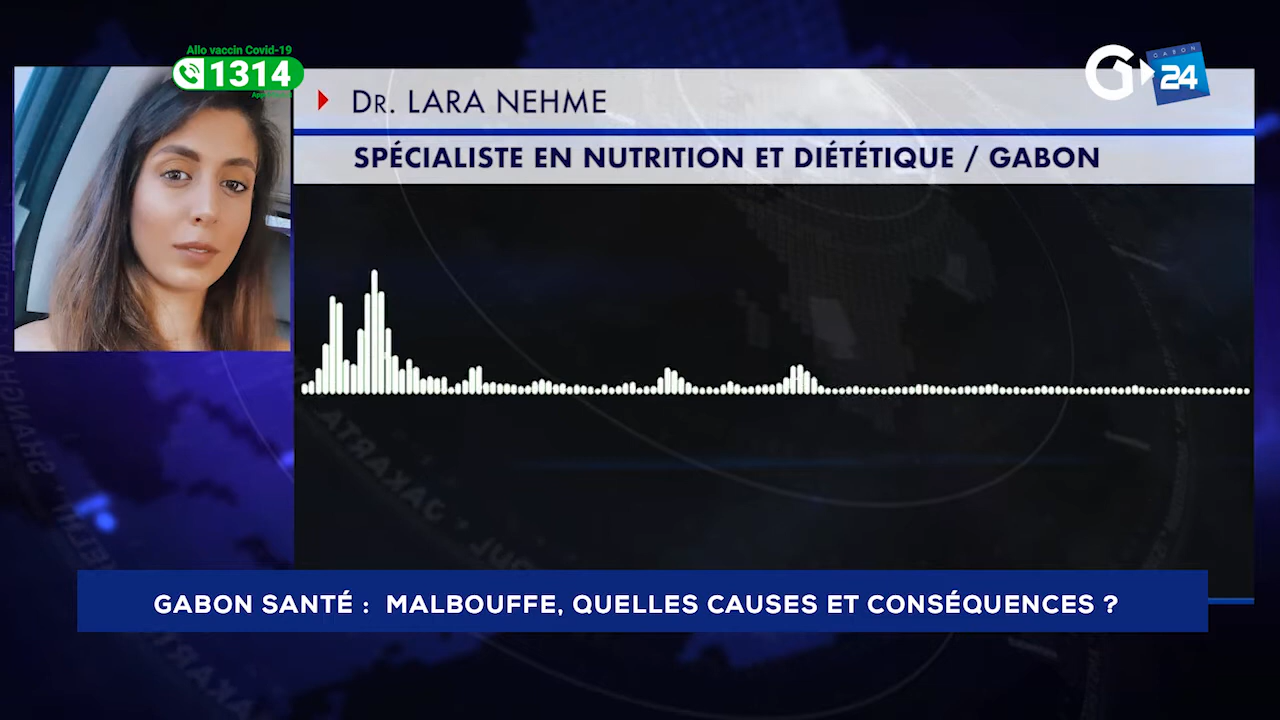 Allo vaccin Covid-19
1314
GABON
24
DR. LARA NEHME
SPÉCIALISTE EN NUTRITION ET DIÉTÉTIQUE / GABON
JAKARTA
GABON SANTÉ : MALBOUFFE, QUELLES CAUSES ET CONSÉQUENCES ?